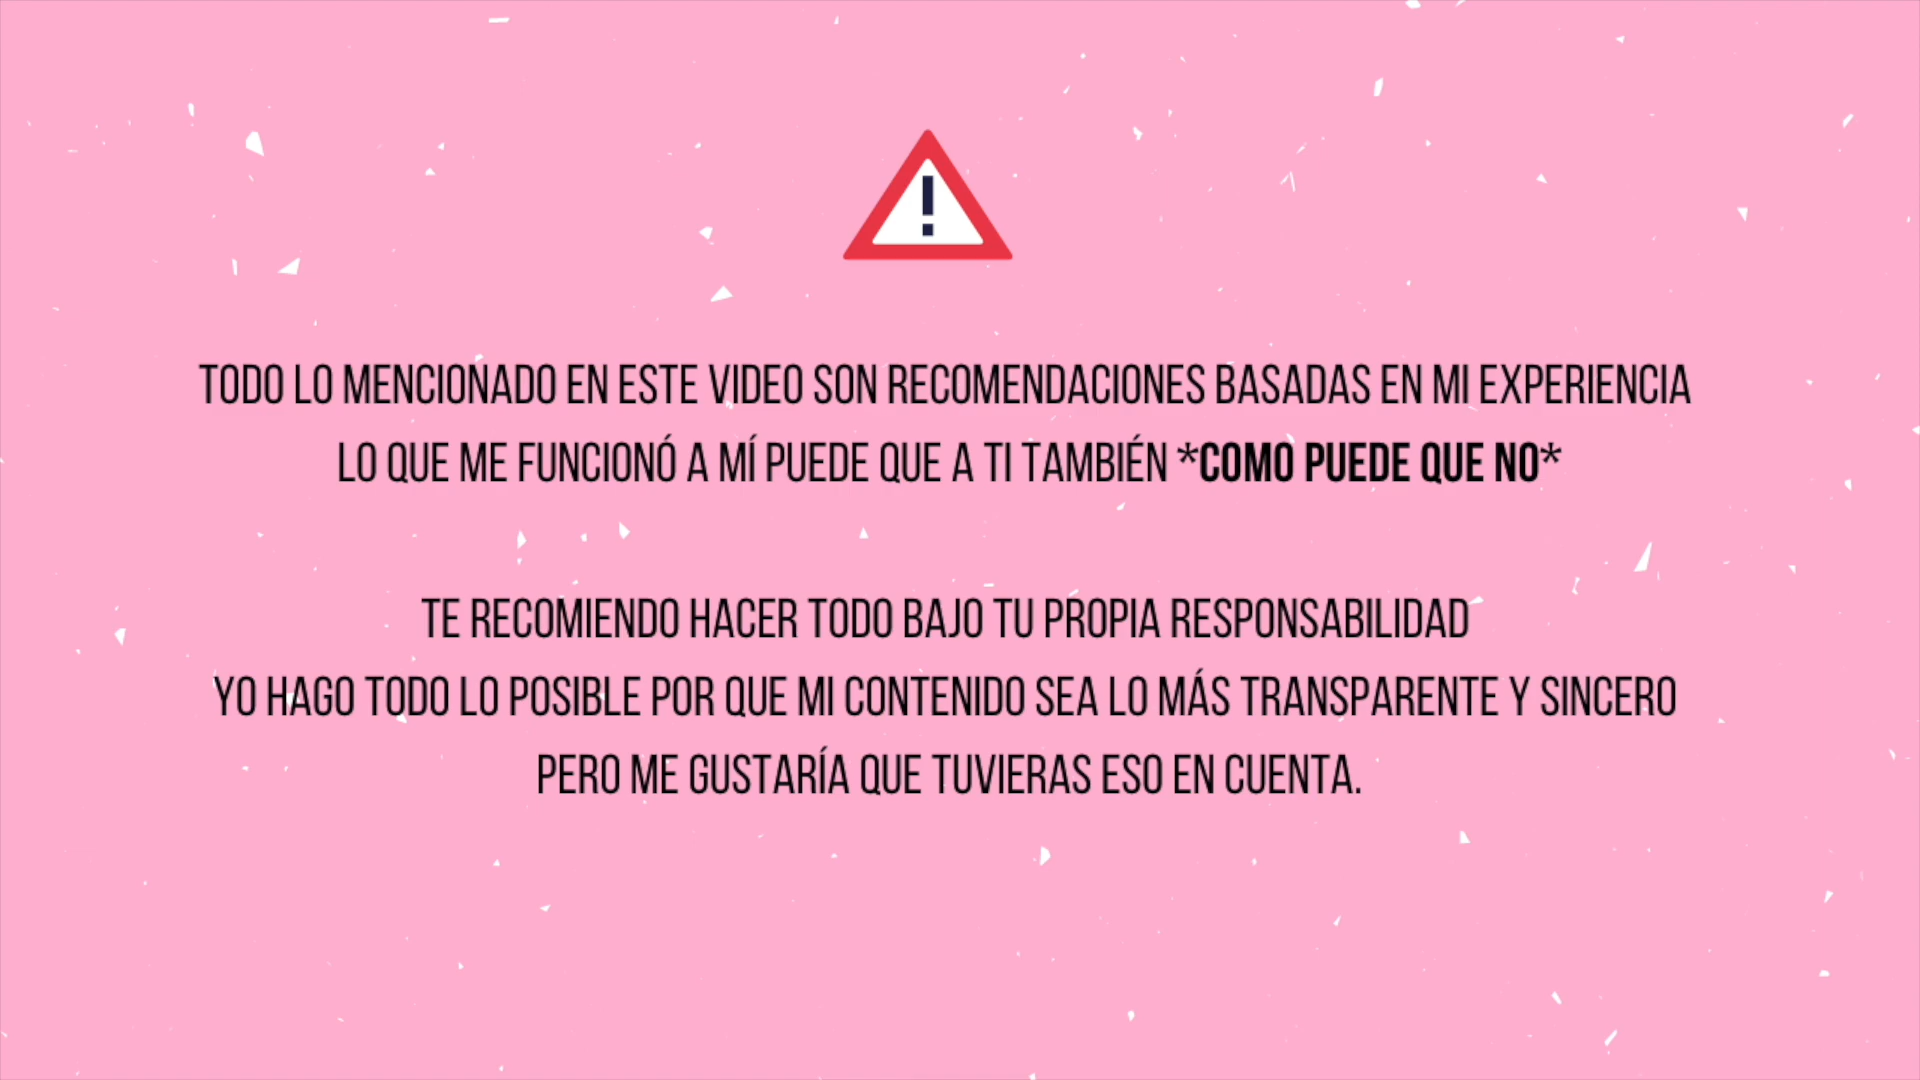 !
TODO LO MENCIONADO EN ESTE VIDEO SON RECOMENDACIONES BASADAS EN MI EXPERIENCIA
LO QUE ME FUNCIONÓ A MÍ PUEDE QUE A TI TAMBIÉN *COMO PUEDE QUE NO*
TE RECOMIENDO HACER TODO BAJO TU PROPIA RESPONSABILIDAD
YO HAGO TODO LO POSIBLE POR QUE MI CONTENIDO SEA LO MÁS TRANSPARENTE Y SINCERO
PERO ME GUSTARÍA QUE TUVIERAS ESO EN CUENTA.